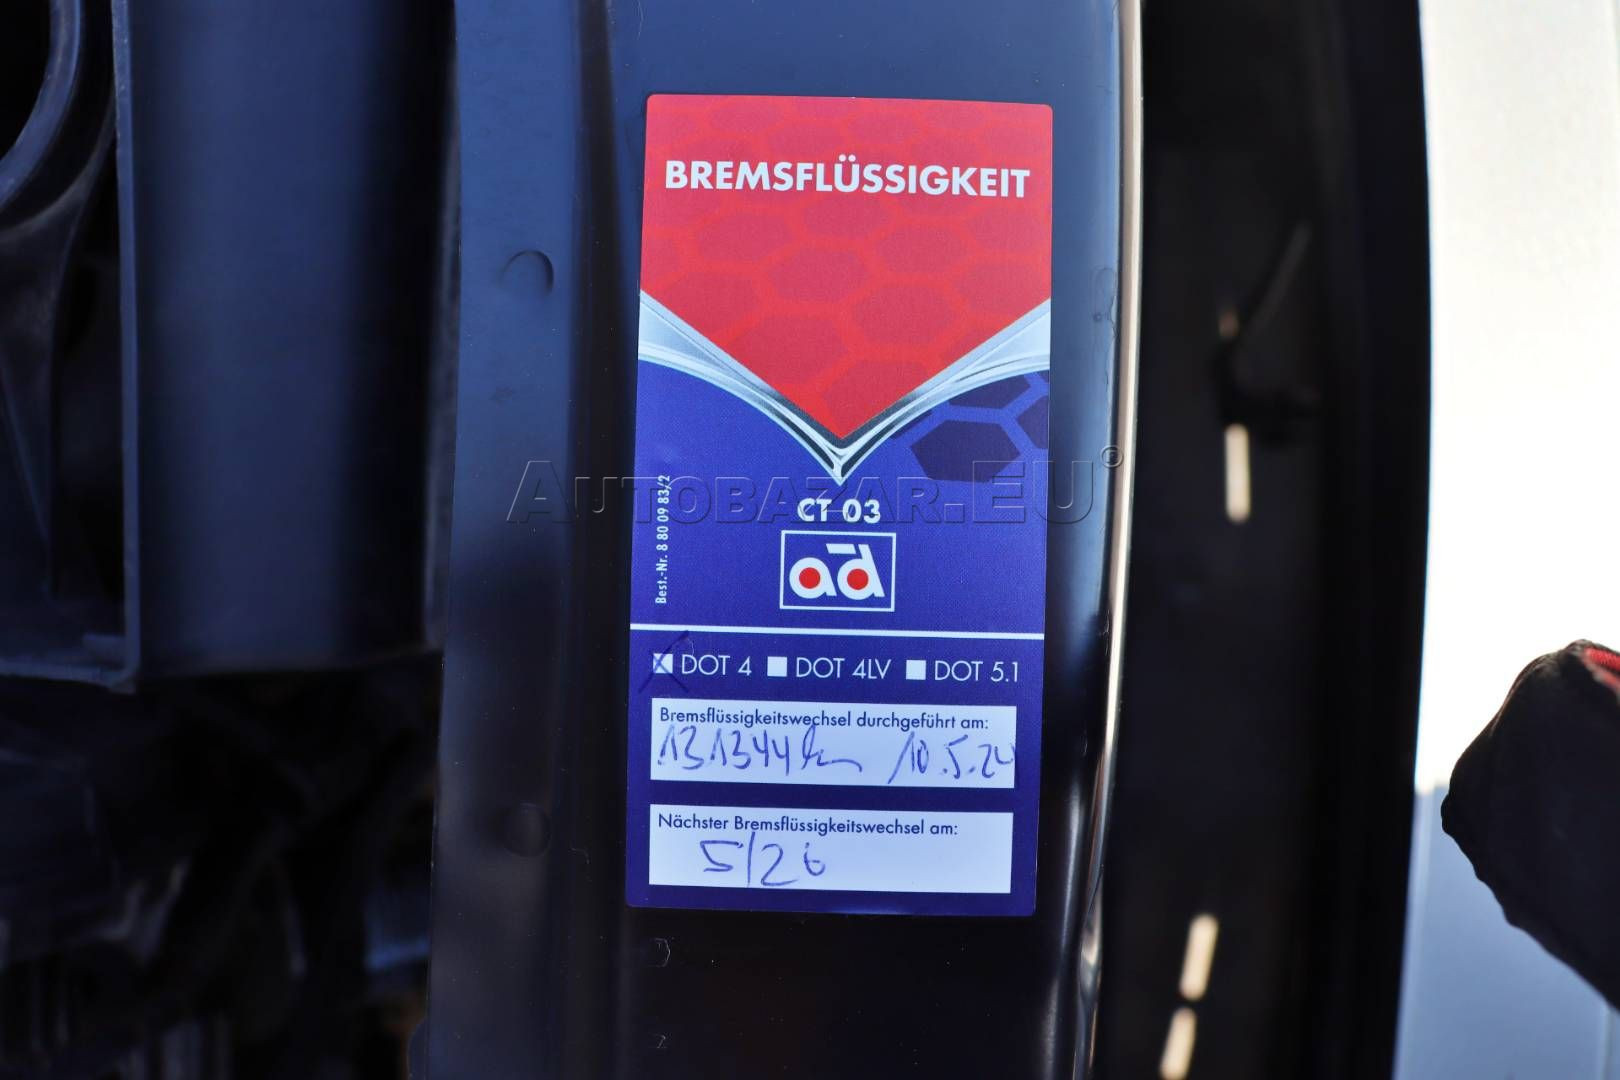 BREMSFLÜSSIGKEIT
AUTOBAZAR.EU®
CT 03
ad
Best.-Nr. 8 80 09 83/2
DOT 4 DOT 4LV DOT 5.1
Bremsflüssigkeitswechsel durchgeführt am:
131344 km 10.5.24
Nächster Bremsflüssigkeitswechsel am:
5/26